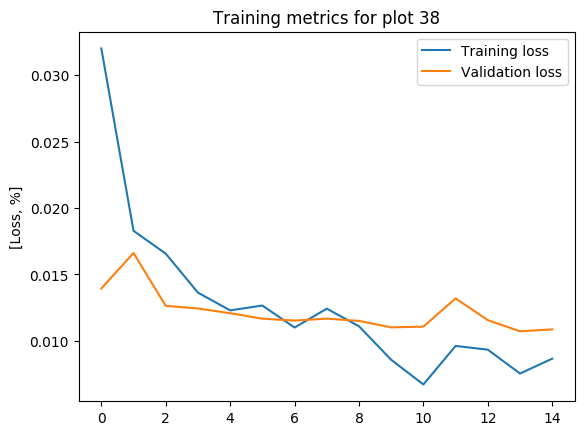 Training metrics for plot 38
Training loss
Validation loss
[Loss, %]
0.030
0.025
0.020
0.015
0.010
0 2 4 6 8 10 12 14